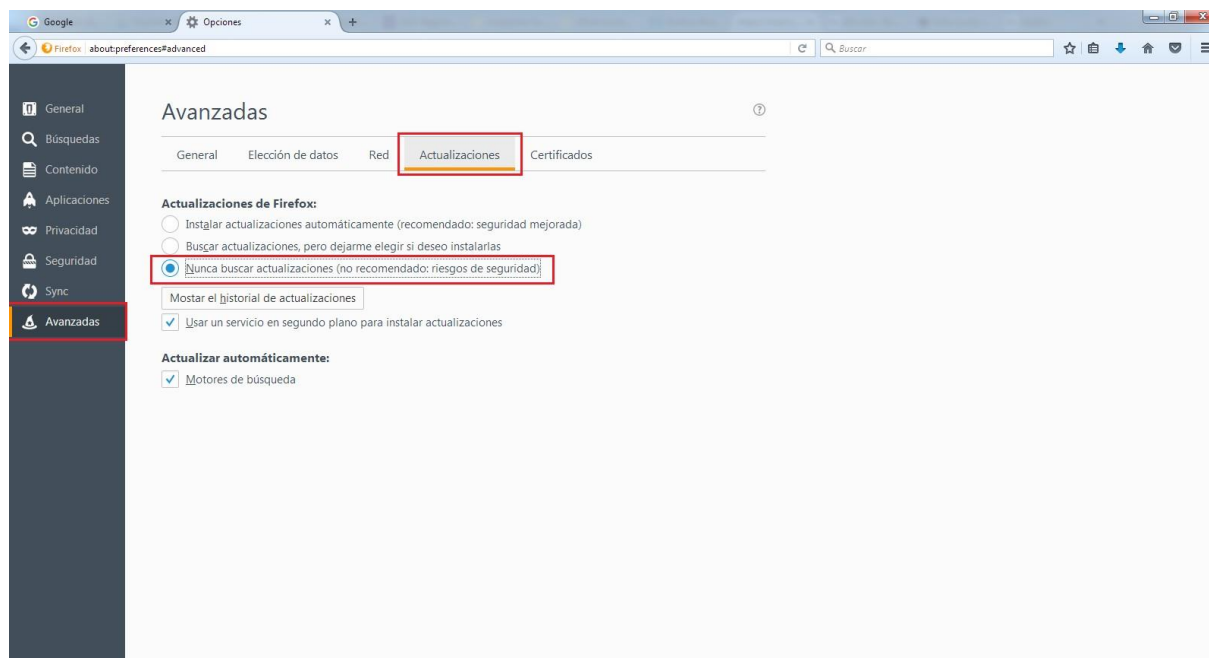 Google
Opciones
Firefox about:preferences#advanced
Buscar
General
Búsquedas
Contenido
Aplicaciones
Privacidad
Seguridad
Sync
Avanzadas
Avanzadas
General Elección de datos Red Actualizaciones Certificados
Actualizaciones de Firefox:
Instalar actualizaciones automáticamente (recomendado: seguridad mejorada)
Buscar actualizaciones, pero dejarme elegir si deseo instalarlas
Nunca buscar actualizaciones (no recomendado: riesgos de seguridad)
Mostar el historial de actualizaciones
Usar un servicio en segundo plano para instalar actualizaciones
Actualizar automáticamente:
Motores de búsqueda